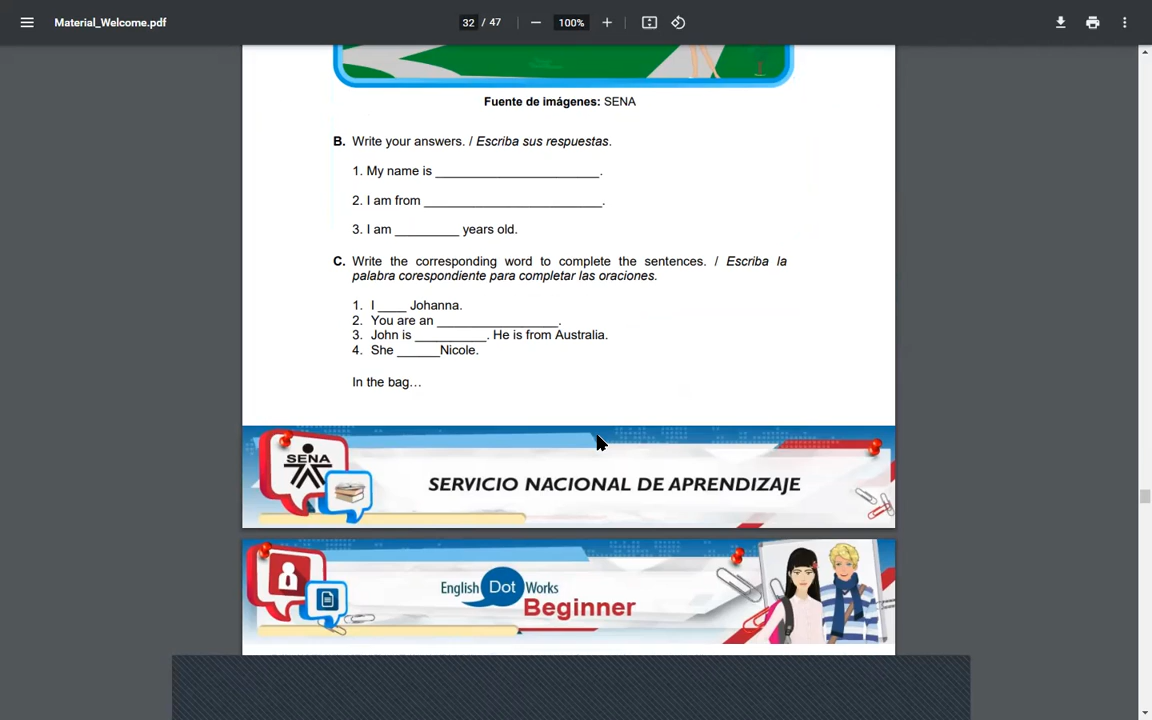 Material_Welcome.pdf
32 / 47
100%
Fuente de imágenes: SENA
B. Write your answers. / Escriba sus respuestas.
1. My name is ______________________.
2. I am from ________________________.
3. I am _________ years old.
C. Write the corresponding word to complete the sentences. / Escriba la
palabra corespondiente para completar las oraciones.
1. I ____ Johanna.
2. You are an _________________.
3. John is __________. He is from Australia.
4. She ______Nicole.
In the bag…
SENA
SERVICIO NACIONAL DE APRENDIZAJE
English Dot Works
Beginner